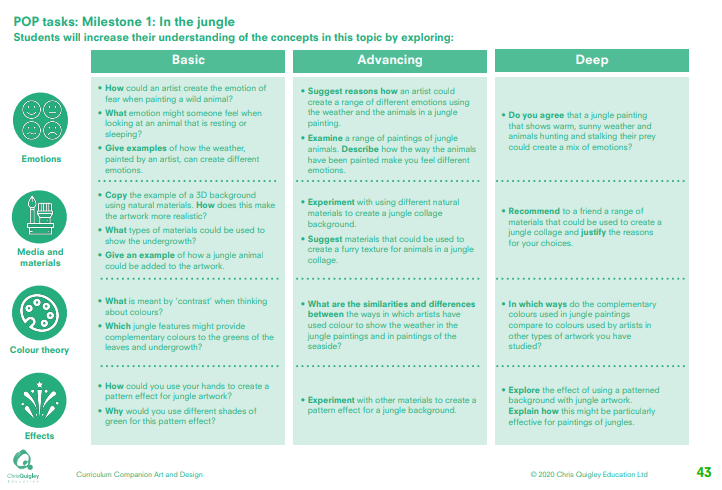 POP tasks: Milestone 1: In the jungle
Students will increase their understanding of the concepts in this topic by exploring:
Basic
Advancing
Deep
Emotions
• How could an artist create the emotion of
fear when painting a wild animal?
• What emotion might someone feel when
looking at an animal that is resting or
sleeping?
• Give examples of how the weather,
painted by an artist, can create different
emotions.
• Suggest reasons how an artist could
create a range of different emotions using
the weather and the animals in a jungle
painting.
• Examine a range of paintings of jungle
animals. Describe how the way the animals
have been painted make you feel different
emotions.
• Do you agree that a jungle painting
that shows warm, sunny weather and
animals hunting and stalking their prey
could create a mix of emotions?
Media and
materials
• Copy the example of a 3D background
using natural materials. How does this make
the artwork more realistic?
• What types of materials could be used to
show the undergrowth?
• Give an example of how a jungle animal
could be added to the artwork.
• Experiment with using different natural
materials to create a jungle collage
background.
• Suggest materials that could be used to
create a furry texture for animals in a jungle
collage.
• Recommend to a friend a range of
materials that could be used to create a
jungle collage and justify the reasons
for your choices.
Colour theory
• What is meant by 'contrast' when thinking
about colours?
• Which jungle features might provide
complementary colours to the greens of the
leaves and undergrowth?
• What are the similarities and differences
between the ways in which artists have
used colour to show the weather in the
jungle paintings and in paintings of the
seaside?
• In which ways do the complementary
colours used in jungle paintings
compare to colours used by artists in
other types of artwork you have
studied?
Effects
• How could you use your hands to create a
pattern effect for jungle artwork?
• Why would you use different shades of
green for this pattern effect?
• Experiment with other materials to create a
pattern effect for a jungle background.
• Explore the effect of using a patterned
background with jungle artwork.
Explain how this might be particularly
effective for paintings of jungles.
ChrisQuigley
Education
Curriculum Companion Art and Design
© 2020 Chris Quigley Education Ltd
43